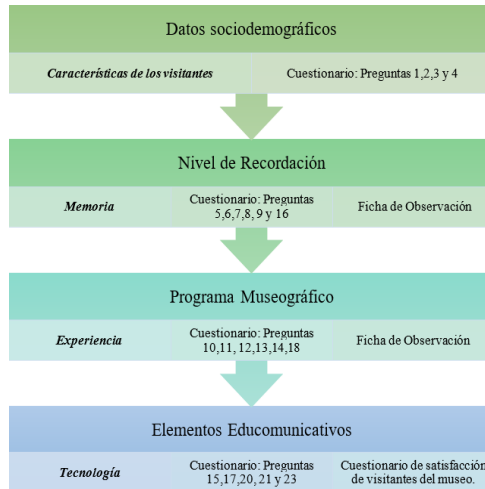 Datos sociodemográficos
Características de los visitantes
Cuestionario: Preguntas 1,2,3 y 4
Nivel de Recordación
Memoria
Cuestionario: Preguntas
5,6,7,8, 9 y 16
Ficha de Observación
Programa Museográfico
Experiencia
Cuestionario: Preguntas
10,11, 12,13,14,18
Ficha de Observación
Elementos Educomunicativos
Tecnología
Cuestionario: Preguntas
15,17,20, 21 y 23
Cuestionario de satisfacción
de visitantes del museo.